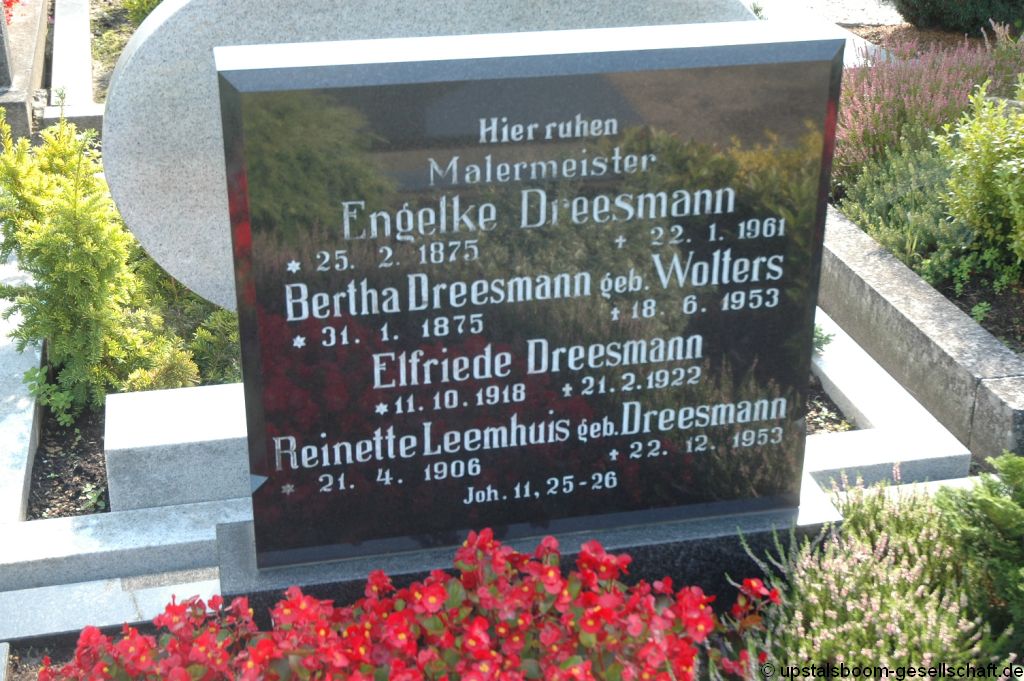 Hier ruhen
Malermeister
Engelke Dreesmann
* 25. 2. 1875 + 22. 1. 1961
Bertha Dreesmann geb. Wolters
* 31. 1. 1875 + 18. 6. 1953
Elfriede Dreesmann
* 11. 10. 1918 + 21. 2. 1922
Reinette Leemhuis geb. Dreesmann
* 21. 4. 1906 + 22. 12. 1953
Joh. 11, 25-26
© upstalsboom-gesellschaft.de